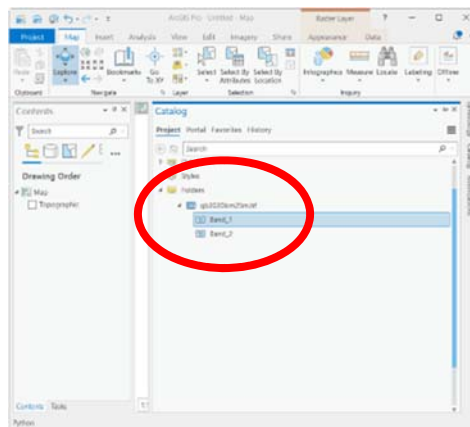 ArcGIS Pro - Untitled - Map
Raster Layer
?
Project Map Insert Analysis View Edit Imagery Share Appearance Data
Paste Explore Bookmarks Go To XY Select Select By Attributes Select By Location Infographics Measure Locate Labeling Offline
Clipboard Navigate Layer Selection Inquiry
Contents
Search
Drawing Order
Map
Topographic
Contents Tasks
Python
Catalog
Project Portal Favorites History
Search
Styles
Folders
Band_1
Band_2